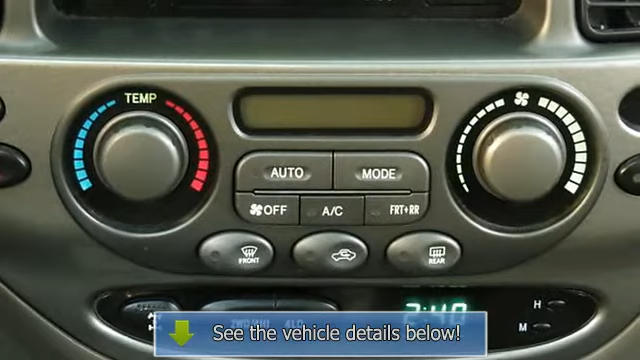 TEMP
AUTO
MODE
OFF
A/C
FRT+RR
FRONT
REAR
2:40
H
M
See the vehicle details below!